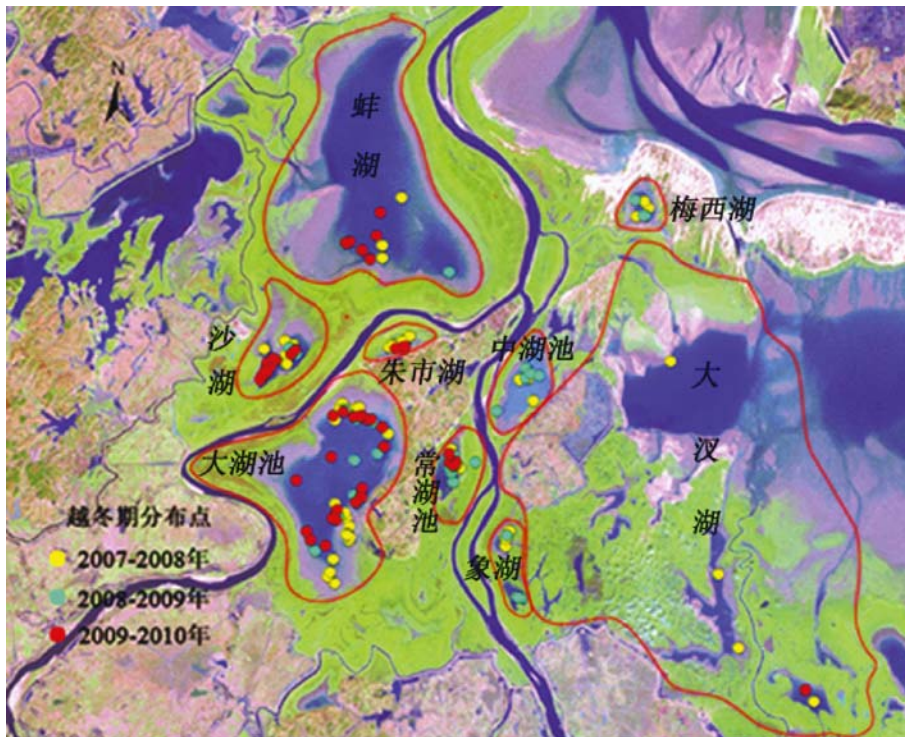 N
蚌湖
梅西湖
沙湖
朱市湖
中湖池
大汊湖
大湖池
常湖池
象湖
越冬期分布点
2007-2008年
2008-2009年
2009-2010年